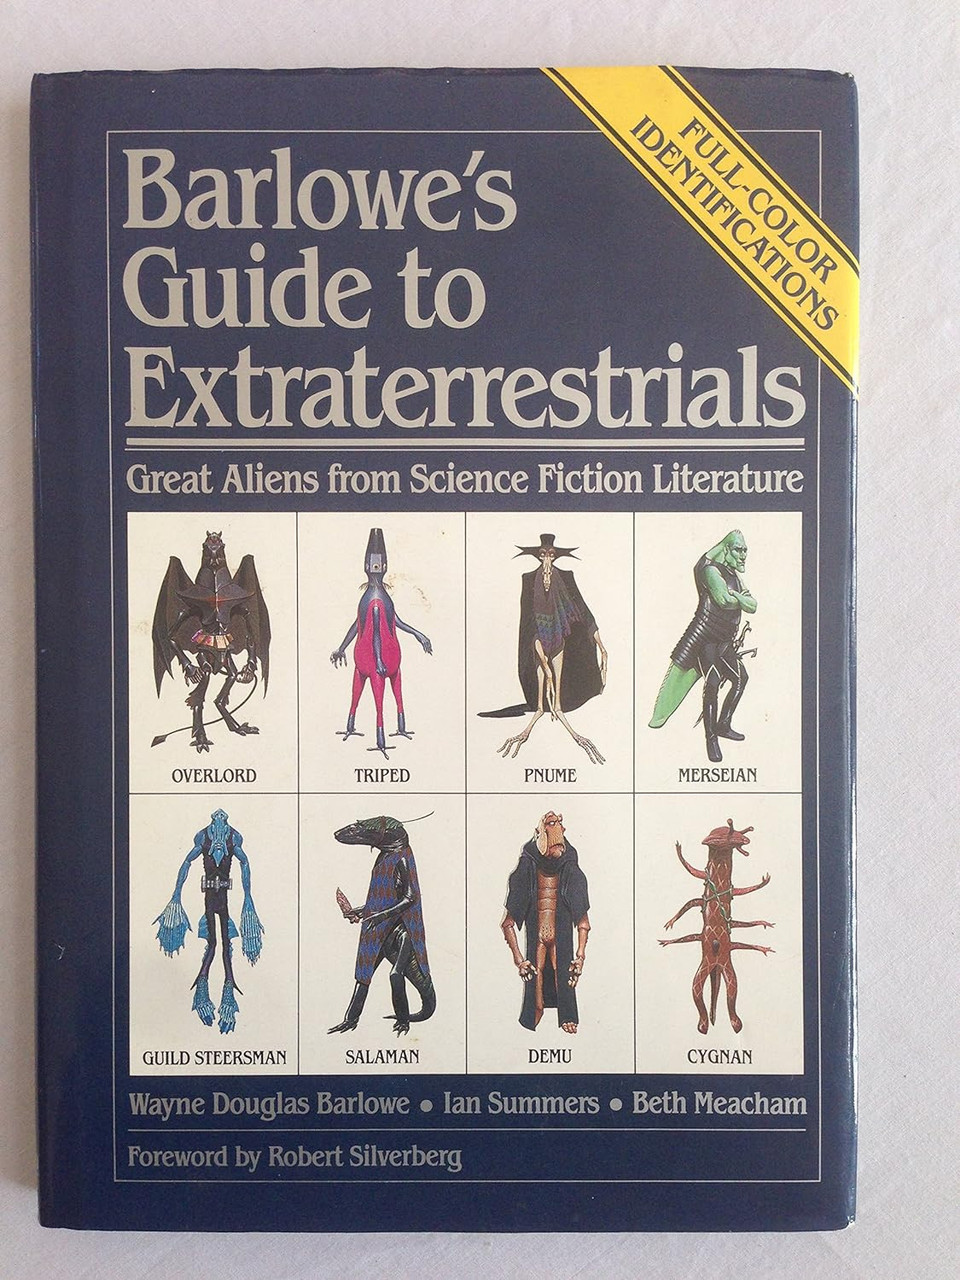 FULL-COLOR
IDENTIFICATIONS
Barlowe's
Guide to
Extraterrestrials
Great Aliens from Science Fiction Literature
OVERLORD
TRIPED
PNUME
MERSEIAN
GUILD STEERSMAN
SALAMAN
DEMU
CYGNAN
Wayne Douglas Barlowe • Ian Summers • Beth Meacham
Foreword by Robert Silverberg